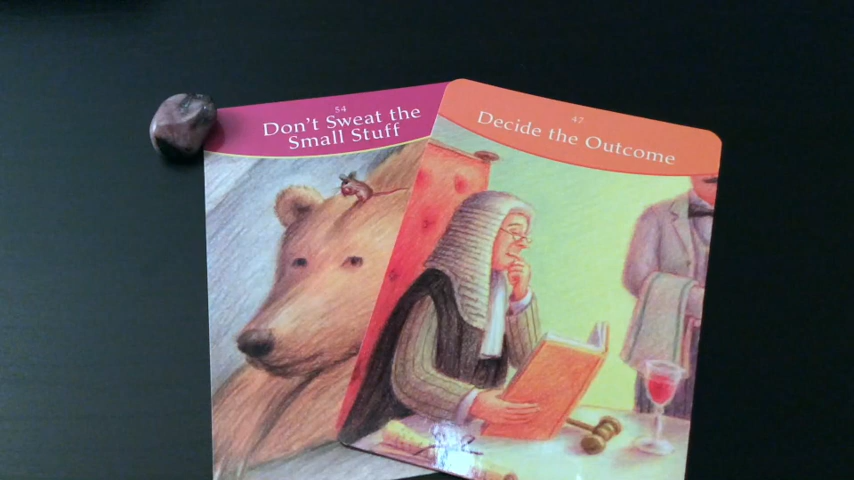 54
Don't Sweat the
Small Stuff
47
Decide the Outcome